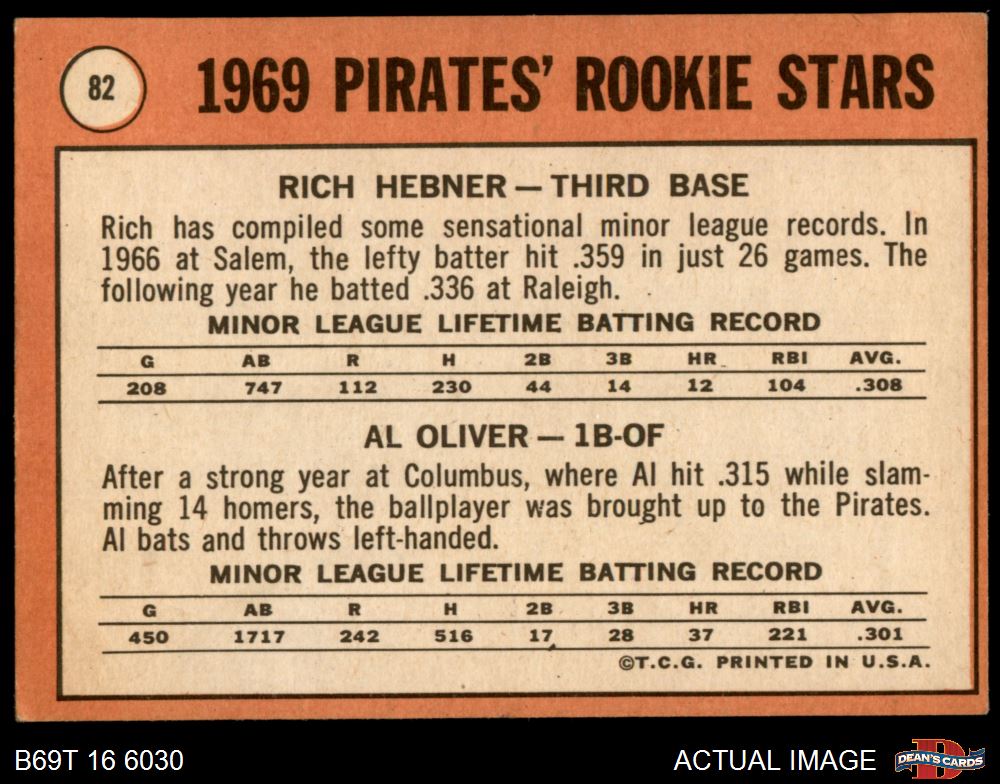 82
1969 PIRATES' ROOKIE STARS
RICH HEBNER — THIRD BASE
Rich has compiled some sensational minor league records. In
1966 at Salem, the lefty batter hit .359 in just 26 games. The
following year he batted .336 at Raleigh.
MINOR LEAGUE LIFETIME BATTING RECORD
G AB R H 2B 3B HR RBI AVG.
208 747 112 230 44 14 12 104 .308
AL OLIVER — 1B-OF
After a strong year at Columbus, where Al hit .315 while slam-
ming 14 homers, the ballplayer was brought up to the Pirates.
Al bats and throws left-handed.
MINOR LEAGUE LIFETIME BATTING RECORD
G AB R H 2B 3B HR RBI AVG.
450 1717 242 516 17 28 37 221 .301
©T.C.G. PRINTED IN U.S.A.
B69T 16 6030
ACTUAL IMAGE
D
DEAN'S CARDS